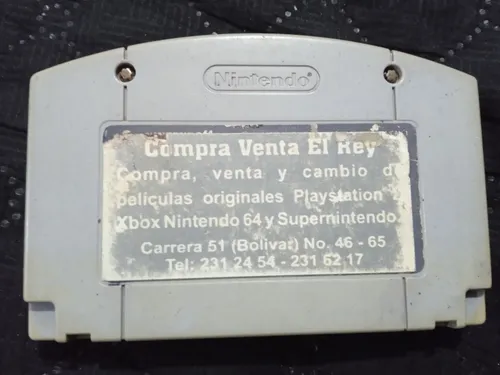 Nintendo®
Compra Venta El Rey
Compra, venta y cambio d
peliculas originales Playstation
Xbox Nintendo 64 y Supernintendo.
Carrera 51 (Bolivar) No. 46 - 65
Tel: 231 24 54 - 231 62 17